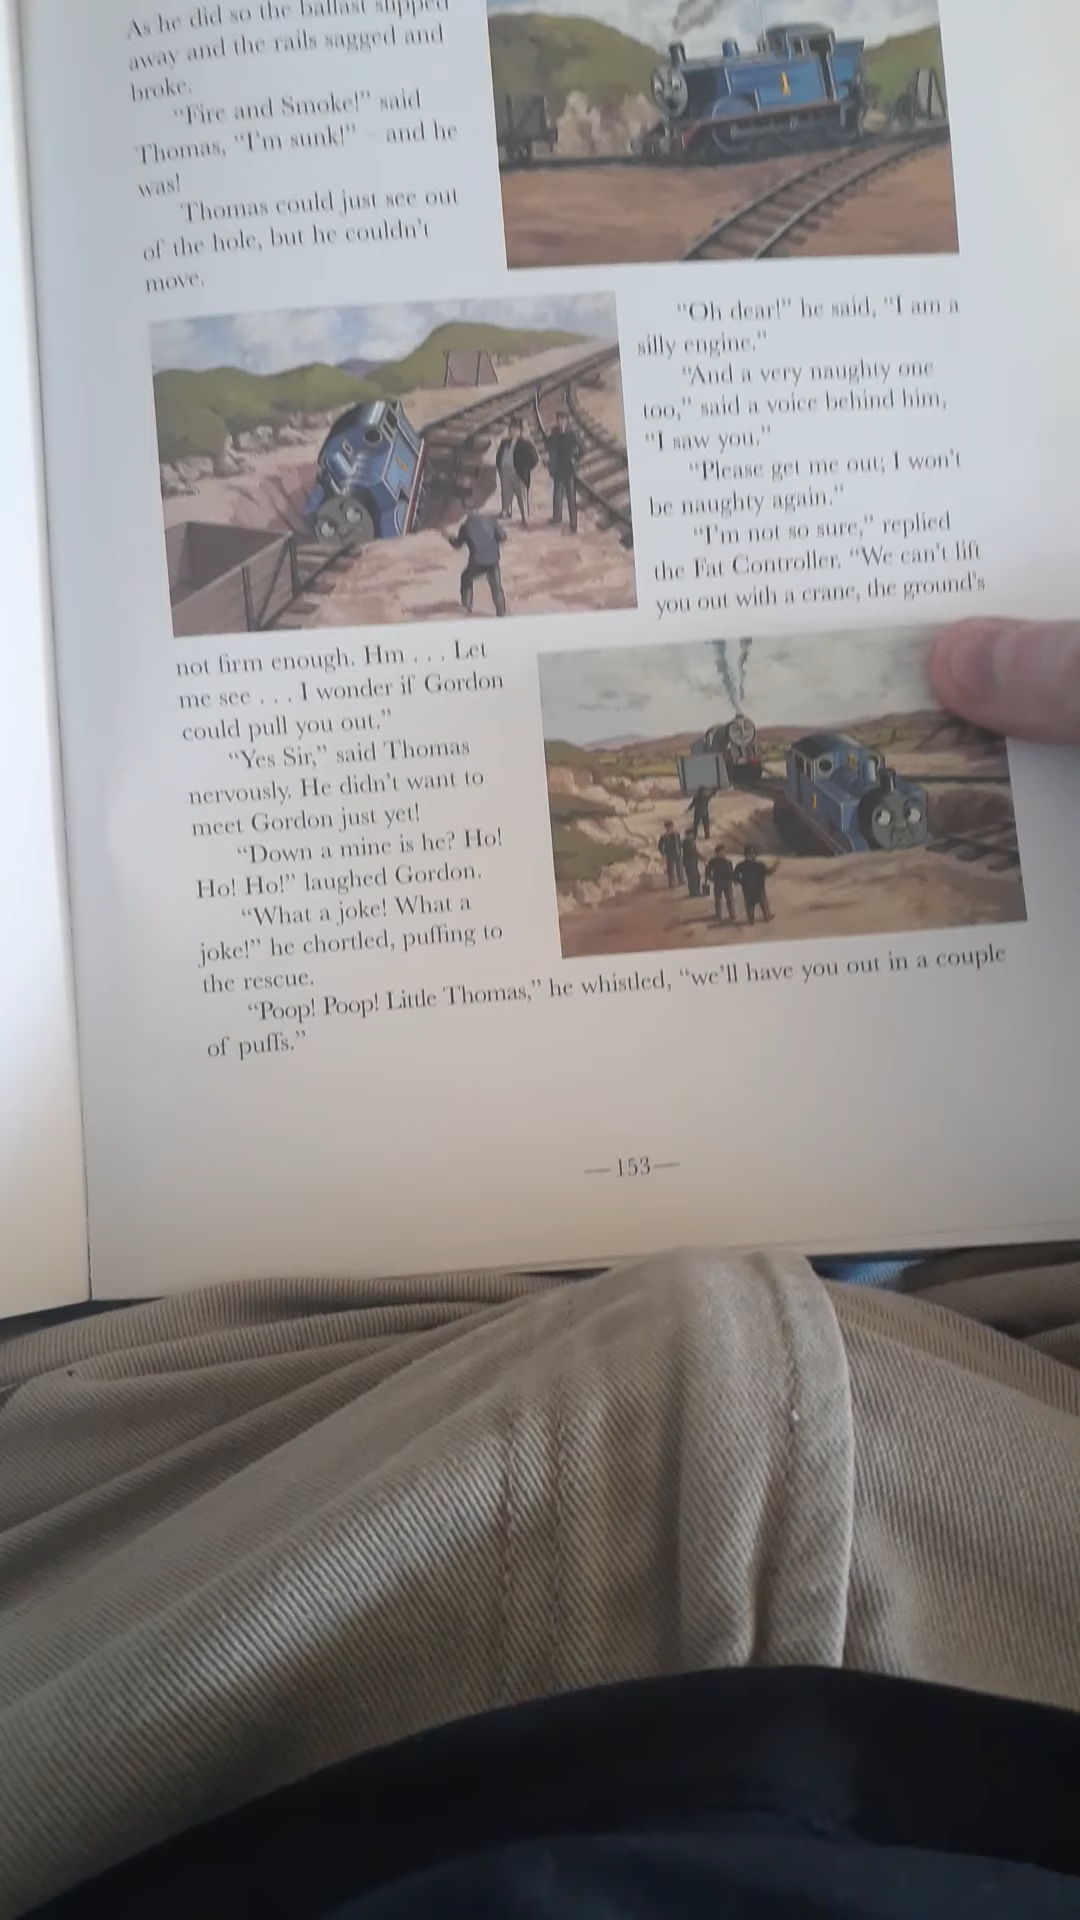 As he did so the ballast slipped
away and the rails sagged and
broke.
“Fire and Smoke!” said
Thomas, “I'm sunk!” and he
was!
Thomas could just see out
of the hole, but he couldn't
move.
“Oh dear!” he said, “I am a
silly engine.”
“And a very naughty one
too,” said a voice behind him,
“I saw you.”
“Please get me out; I won't
be naughty again.”
“I'm not so sure,” replied
the Fat Controller. “We can't lift
you out with a crane, the ground's
not firm enough. Hm . . . Let
me see . . . I wonder if Gordon
could pull you out.”
“Yes Sir,” said Thomas
nervously. He didn't want to
meet Gordon just yet!
“Down a mine is he? Ho!
Ho! Ho!” laughed Gordon.
“What a joke! What a
joke!” he chortled, puffing to
the rescue.
“Poop! Poop! Little Thomas,” he whistled, “we'll have you out in a couple
of puffs.”
—153—